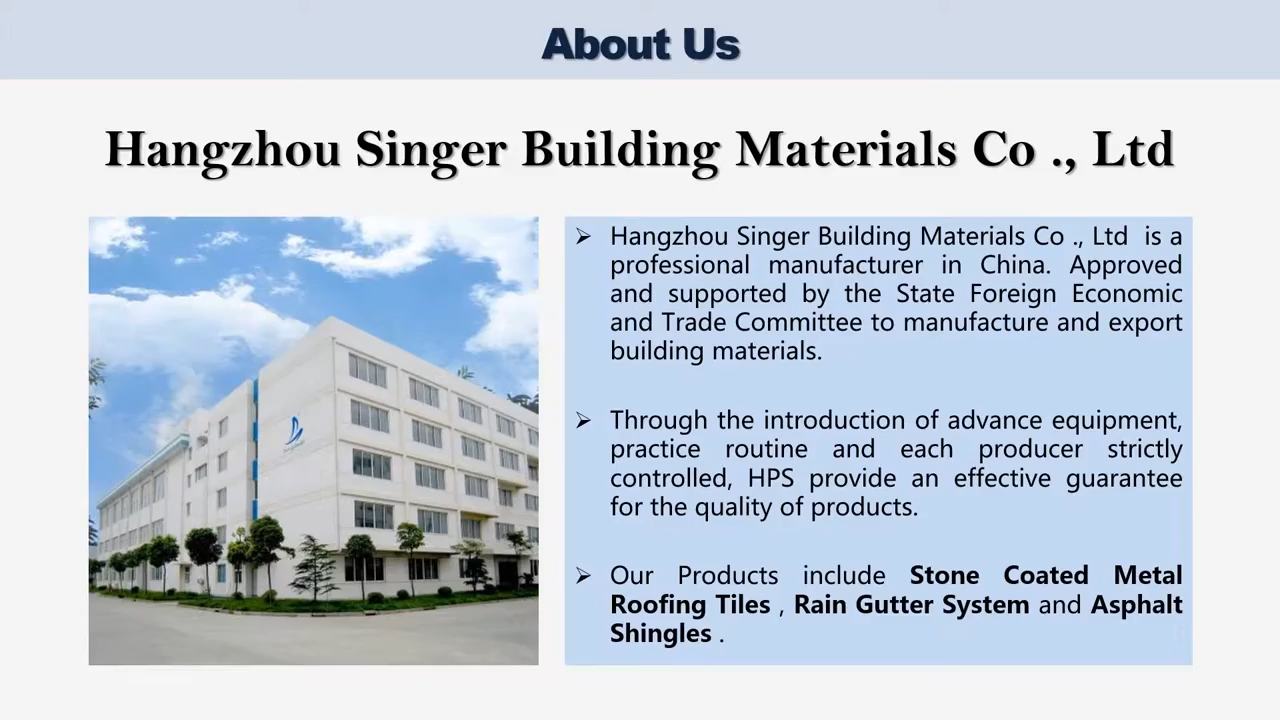 About Us
Hangzhou Singer Building Materials Co ., Ltd
➢ Hangzhou Singer Building Materials Co ., Ltd is a
professional manufacturer in China. Approved
and supported by the State Foreign Economic
and Trade Committee to manufacture and export
building materials.
➢ Through the introduction of advance equipment,
practice routine and each producer strictly
controlled, HPS provide an effective guarantee
for the quality of products.
➢ Our Products include Stone Coated Metal
Roofing Tiles , Rain Gutter System and Asphalt
Shingles .